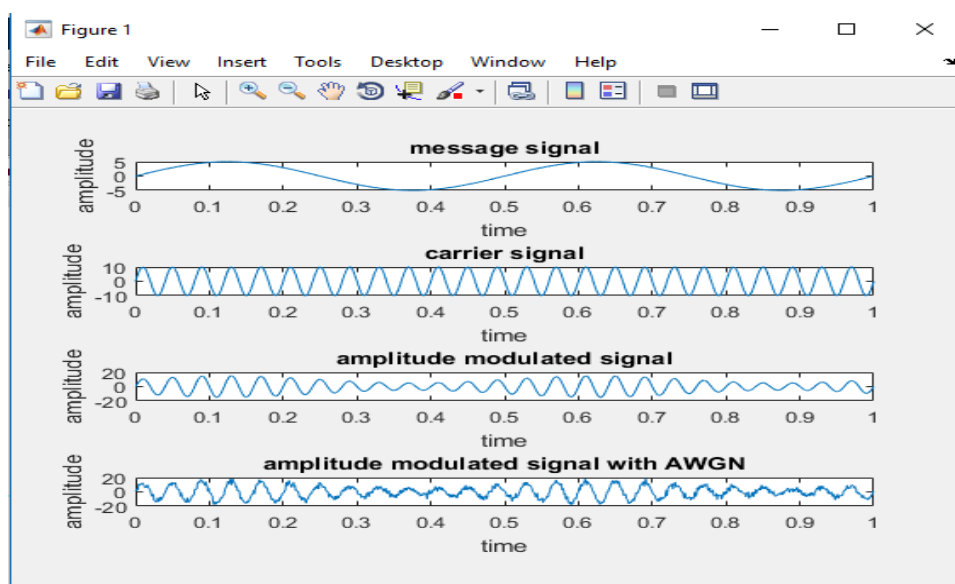 Figure 1
File Edit View Insert Tools Desktop Window Help
message signal
amplitude
5
0
-5
0 0.1 0.2 0.3 0.4 0.5 0.6 0.7 0.8 0.9 1
time
carrier signal
amplitude
10
0
-10
0 0.1 0.2 0.3 0.4 0.5 0.6 0.7 0.8 0.9 1
time
amplitude modulated signal
amplitude
20
0
-20
0 0.1 0.2 0.3 0.4 0.5 0.6 0.7 0.8 0.9 1
time
amplitude modulated signal with AWGN
amplitude
20
0
-20
0 0.1 0.2 0.3 0.4 0.5 0.6 0.7 0.8 0.9 1
time